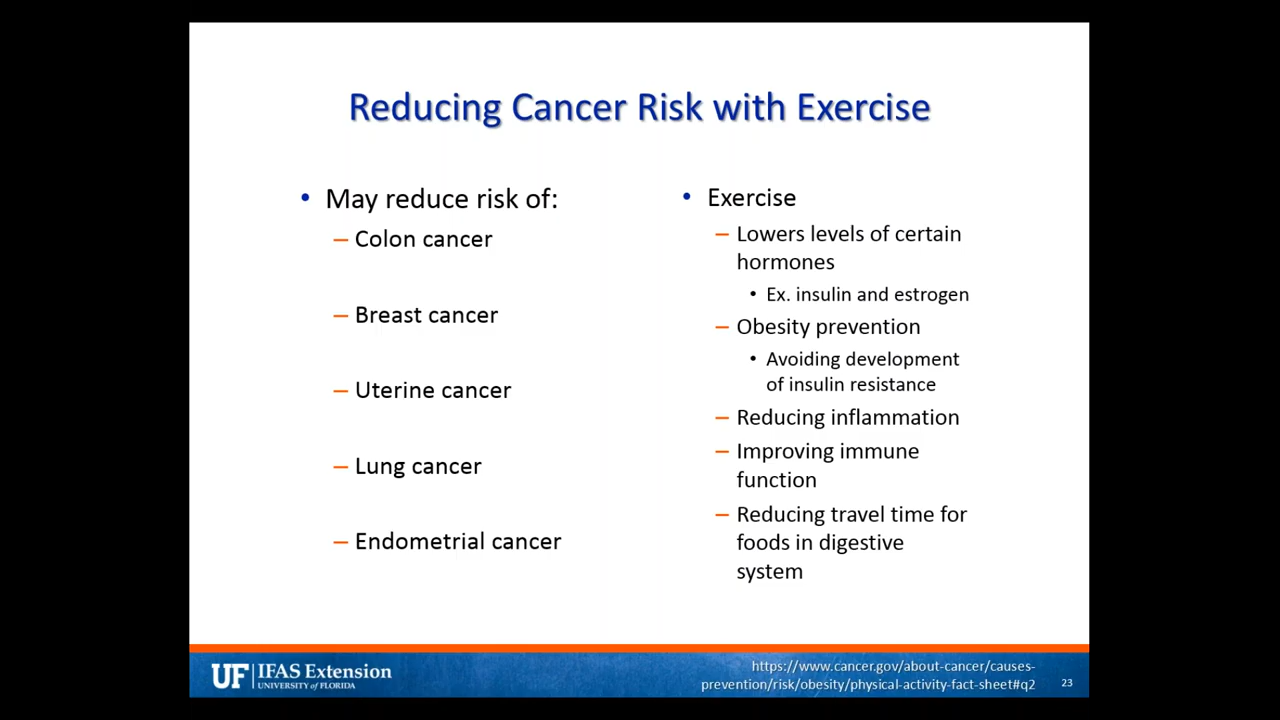 Reducing Cancer Risk with Exercise
• May reduce risk of:
– Colon cancer
– Breast cancer
– Uterine cancer
– Lung cancer
– Endometrial cancer
• Exercise
– Lowers levels of certain
hormones
• Ex. insulin and estrogen
– Obesity prevention
• Avoiding development
of insulin resistance
– Reducing inflammation
– Improving immune
function
– Reducing travel time for
foods in digestive
system
UF IFAS Extension
UNIVERSITY of FLORIDA
https://www.cancer.gov/about-cancer/causes-
prevention/risk/obesity/physical-activity-fact-sheet#q2
23